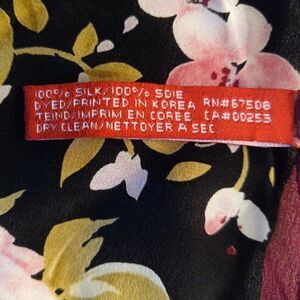 100% SILK/100% SOIE
DYED/PRINTED IN KOREA RN#67508
TEIND/IMPRIM EN COREE CA#00253
DRY CLEAN/NETTOYER A SEC